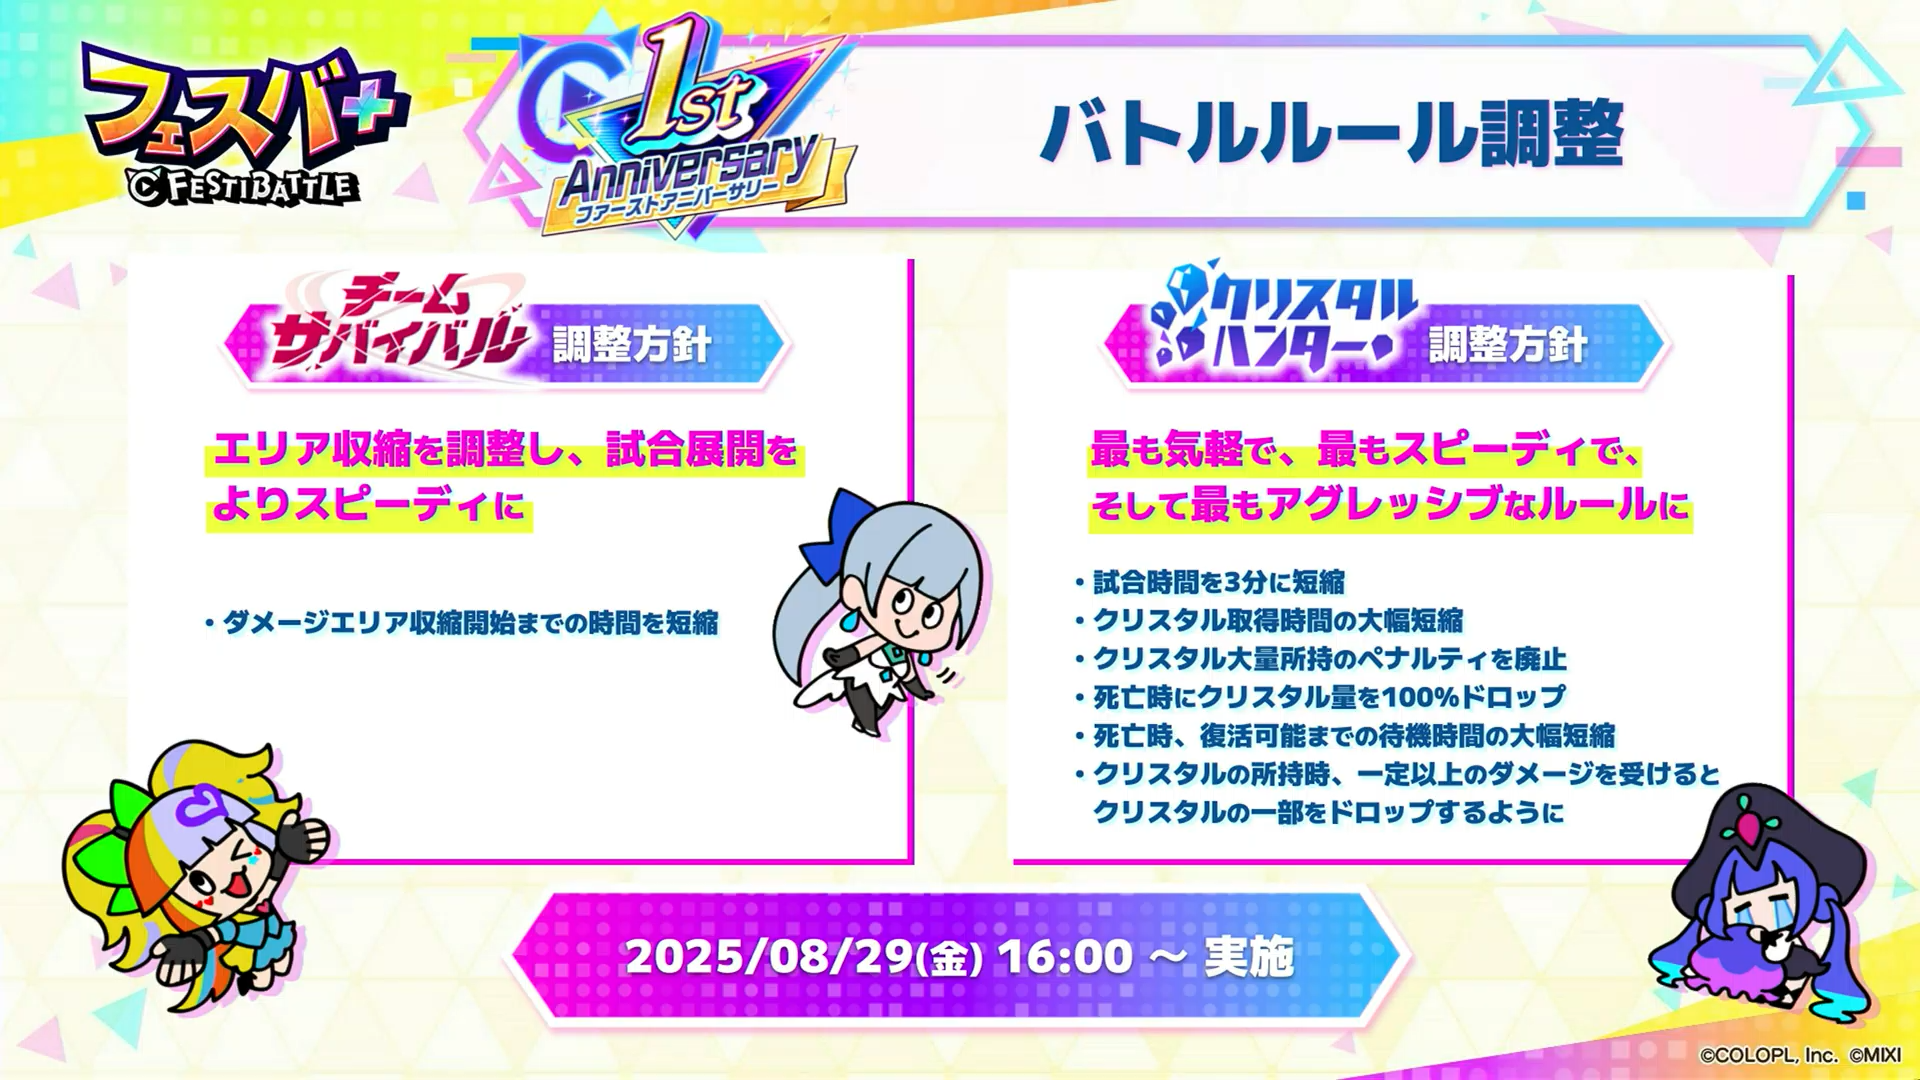 フェスバ+
FESTIBATTLE
1st
Anniversary
ファーストアニバーサリー
バトルルール調整
チーム
サバイバル
調整方針
エリア収縮を調整し、試合展開を
よりスピーディに
・ダメージエリア収縮開始までの時間を短縮
クリスタル
ハンター
調整方針
最も気軽で、最もスピーディで、
そして最もアグレッシブなルールに
・試合時間を3分に短縮
・クリスタル取得時間の大幅短縮
・クリスタル大量所持のペナルティを廃止
・死亡時にクリスタル量を100%ドロップ
・死亡時、復活可能までの待機時間の大幅短縮
・クリスタルの所持時、一定以上のダメージを受けると
クリスタルの一部をドロップするように
2025/08/29(金) 16:00 ～ 実施
©COLOPL, Inc. ©MIXI